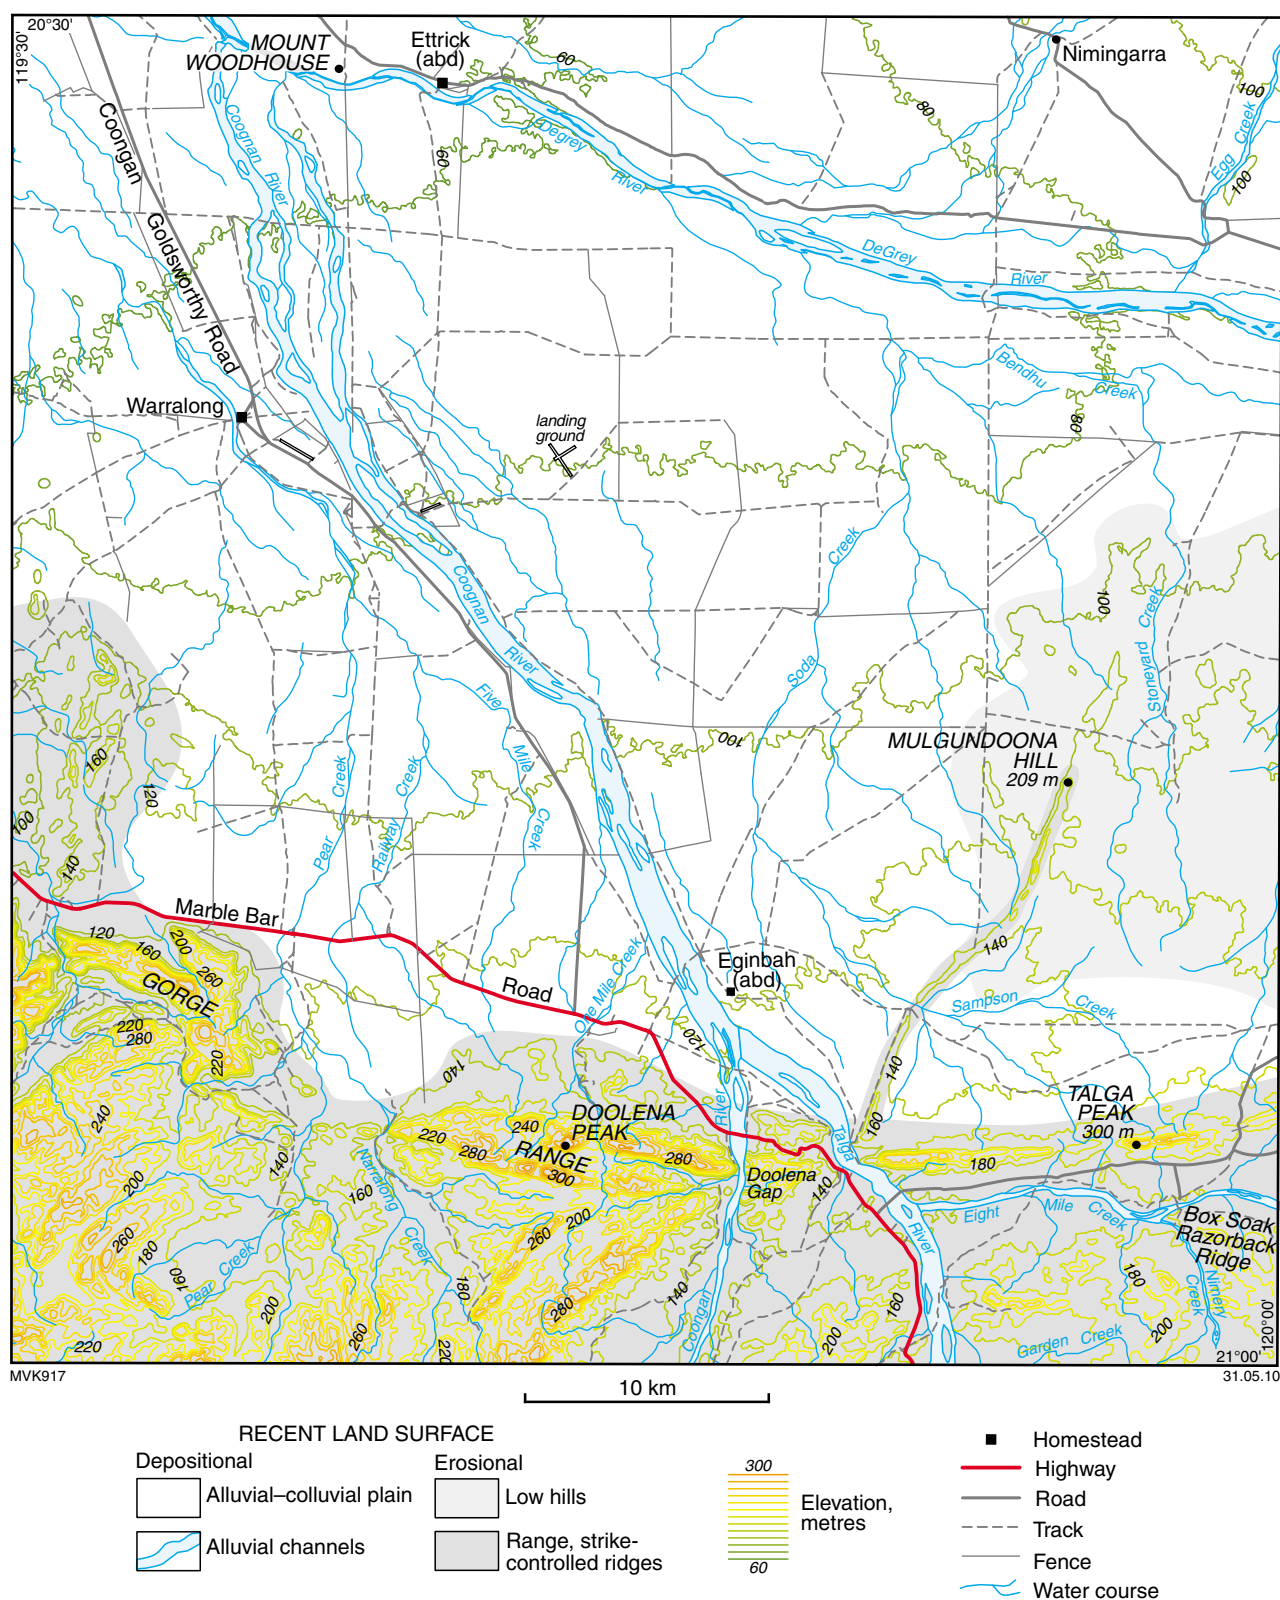 20°30'
119°30'
MOUNT
WOODHOUSE
Ettrick
(abd)
60
Nimingarra
80
100
Egg Creek
100
Coongan
Goldsworthy Road
Coognan River
60
Degrey
River
DeGrey
River
Bendhu
Creek
80
Warralong
landing
ground
Coognan
River
Creek
Soda
100
Stoneyard Creek
Five
Mile
Creek
100
MULGUNDOONA
HILL
209 m
160
120
100
140
Pear
Creek
Railway
Creek
Marble Bar
Road
140
120
160
200
260
GORGE
220
280
220
One Mile Creek
Eginbah
(abd)
120
Sampson
Creek
140
140
160
TALGA
PEAK
300 m
240
DOOLENA
PEAK
240
220
280
RANGE
300
280
River
Talga
180
Doolena
Gap
140
140
200
160
Narralong
Creek
260
180
160
Pear Creek
200
260
180
220
220
200
260
280
140
Coongan
200
160
River
Eight
Mile
Creek
Box Soak
Razorback
Ridge
180
200
Nimery
Creek
Garden Creek
120°00'
21°00'
MVK917
31.05.10
10 km
RECENT LAND SURFACE
Depositional
Erosional
Alluvial–colluvial plain
Low hills
Alluvial channels
Range, strike-
controlled ridges
300
Elevation,
metres
60
Homestead
Highway
Road
Track
Fence
Water course